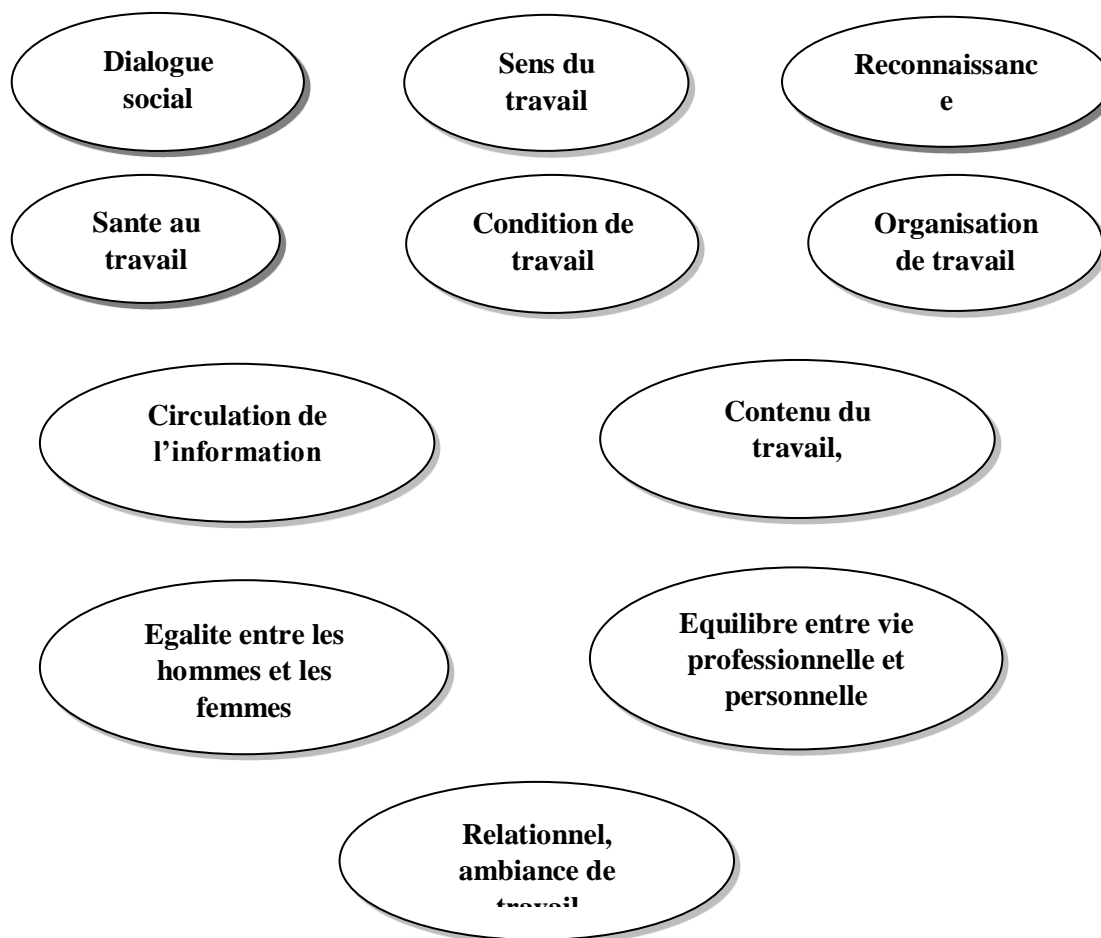 Dialogue
social
Sens du
travail
Reconnaissanc
e
Sante au
travail
Condition de
travail
Organisation
de travail
Circulation de
l’information
Contenu du
travail,
Egalite entre les
hommes et les
femmes
Equilibre entre vie
professionnelle et
personnelle
Relationnel,
ambiance de
travail